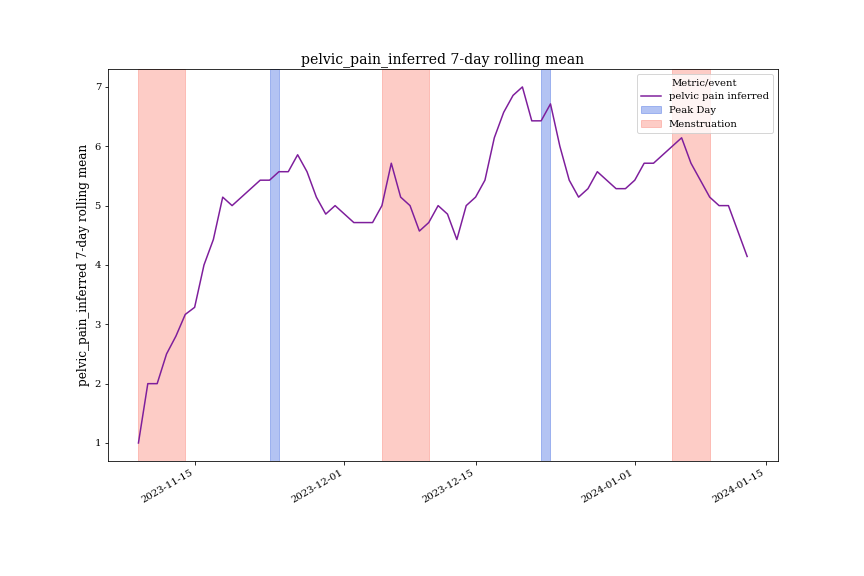 pelvic_pain_inferred 7-day rolling mean
pelvic_pain_inferred 7-day rolling mean
7
6
5
4
3
2
1
Metric/event
pelvic pain inferred
Peak Day
Menstruation
2023-11-15
2023-12-01
2023-12-15
2024-01-01
2024-01-15